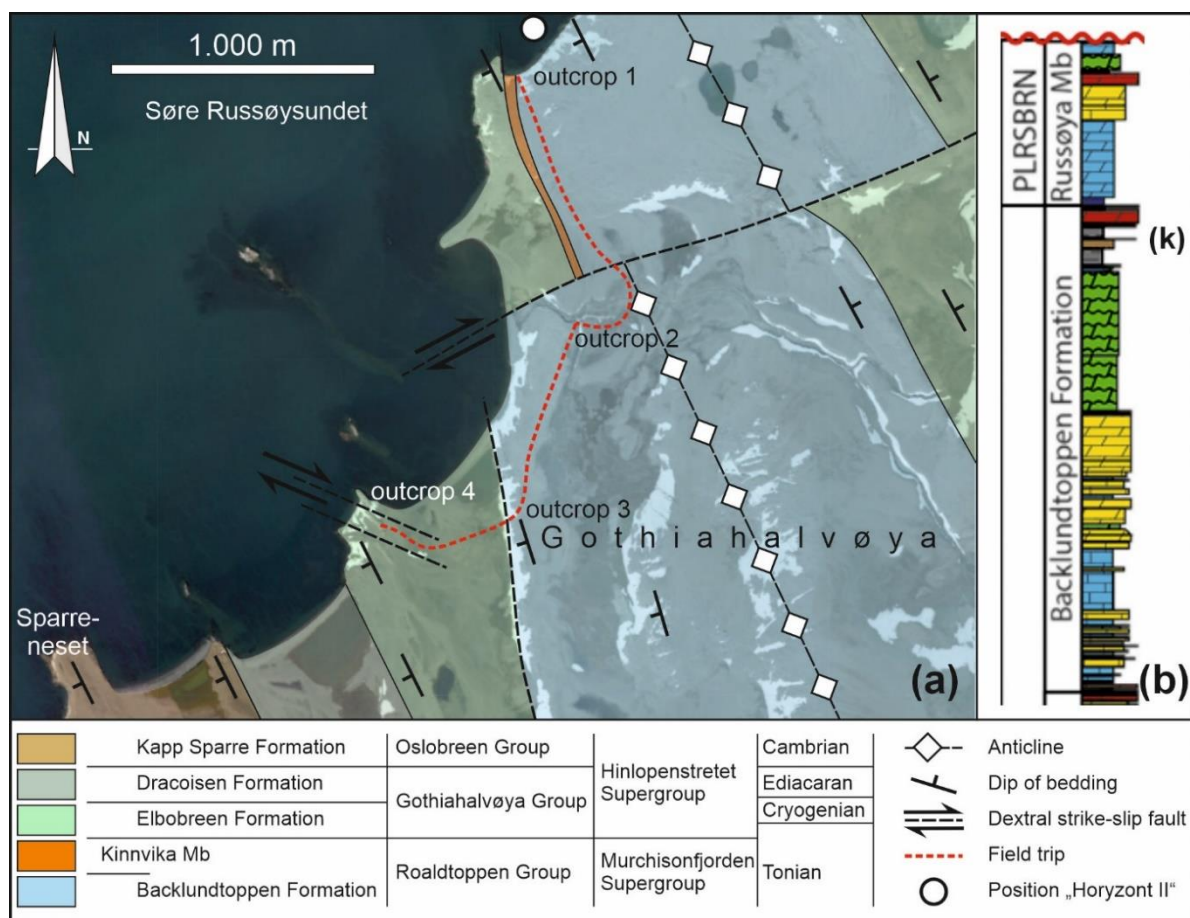 1.000 m
Søre Russøysundet
N
outcrop 1
outcrop 2
outcrop 3
outcrop 4
Gothiahalvøya
Sparre-
neset
(a)
PLRSBRN
Russøya Mb
Backlundtoppen Formation
(k)
(b)
Kapp Sparre Formation
Dracoisen Formation
Elbobreen Formation
Kinnvika Mb
Backlundtoppen Formation
Oslobreen Group
Gothiahalvøya Group
Roaldtoppen Group
Hinlopenstretet
Supergroup
Murchisonfjorden
Supergroup
Cambrian
Ediacaran
Cryogenian
Tonian
Anticline
Dip of bedding
Dextral strike-slip fault
Field trip
Position „Horyzont II“